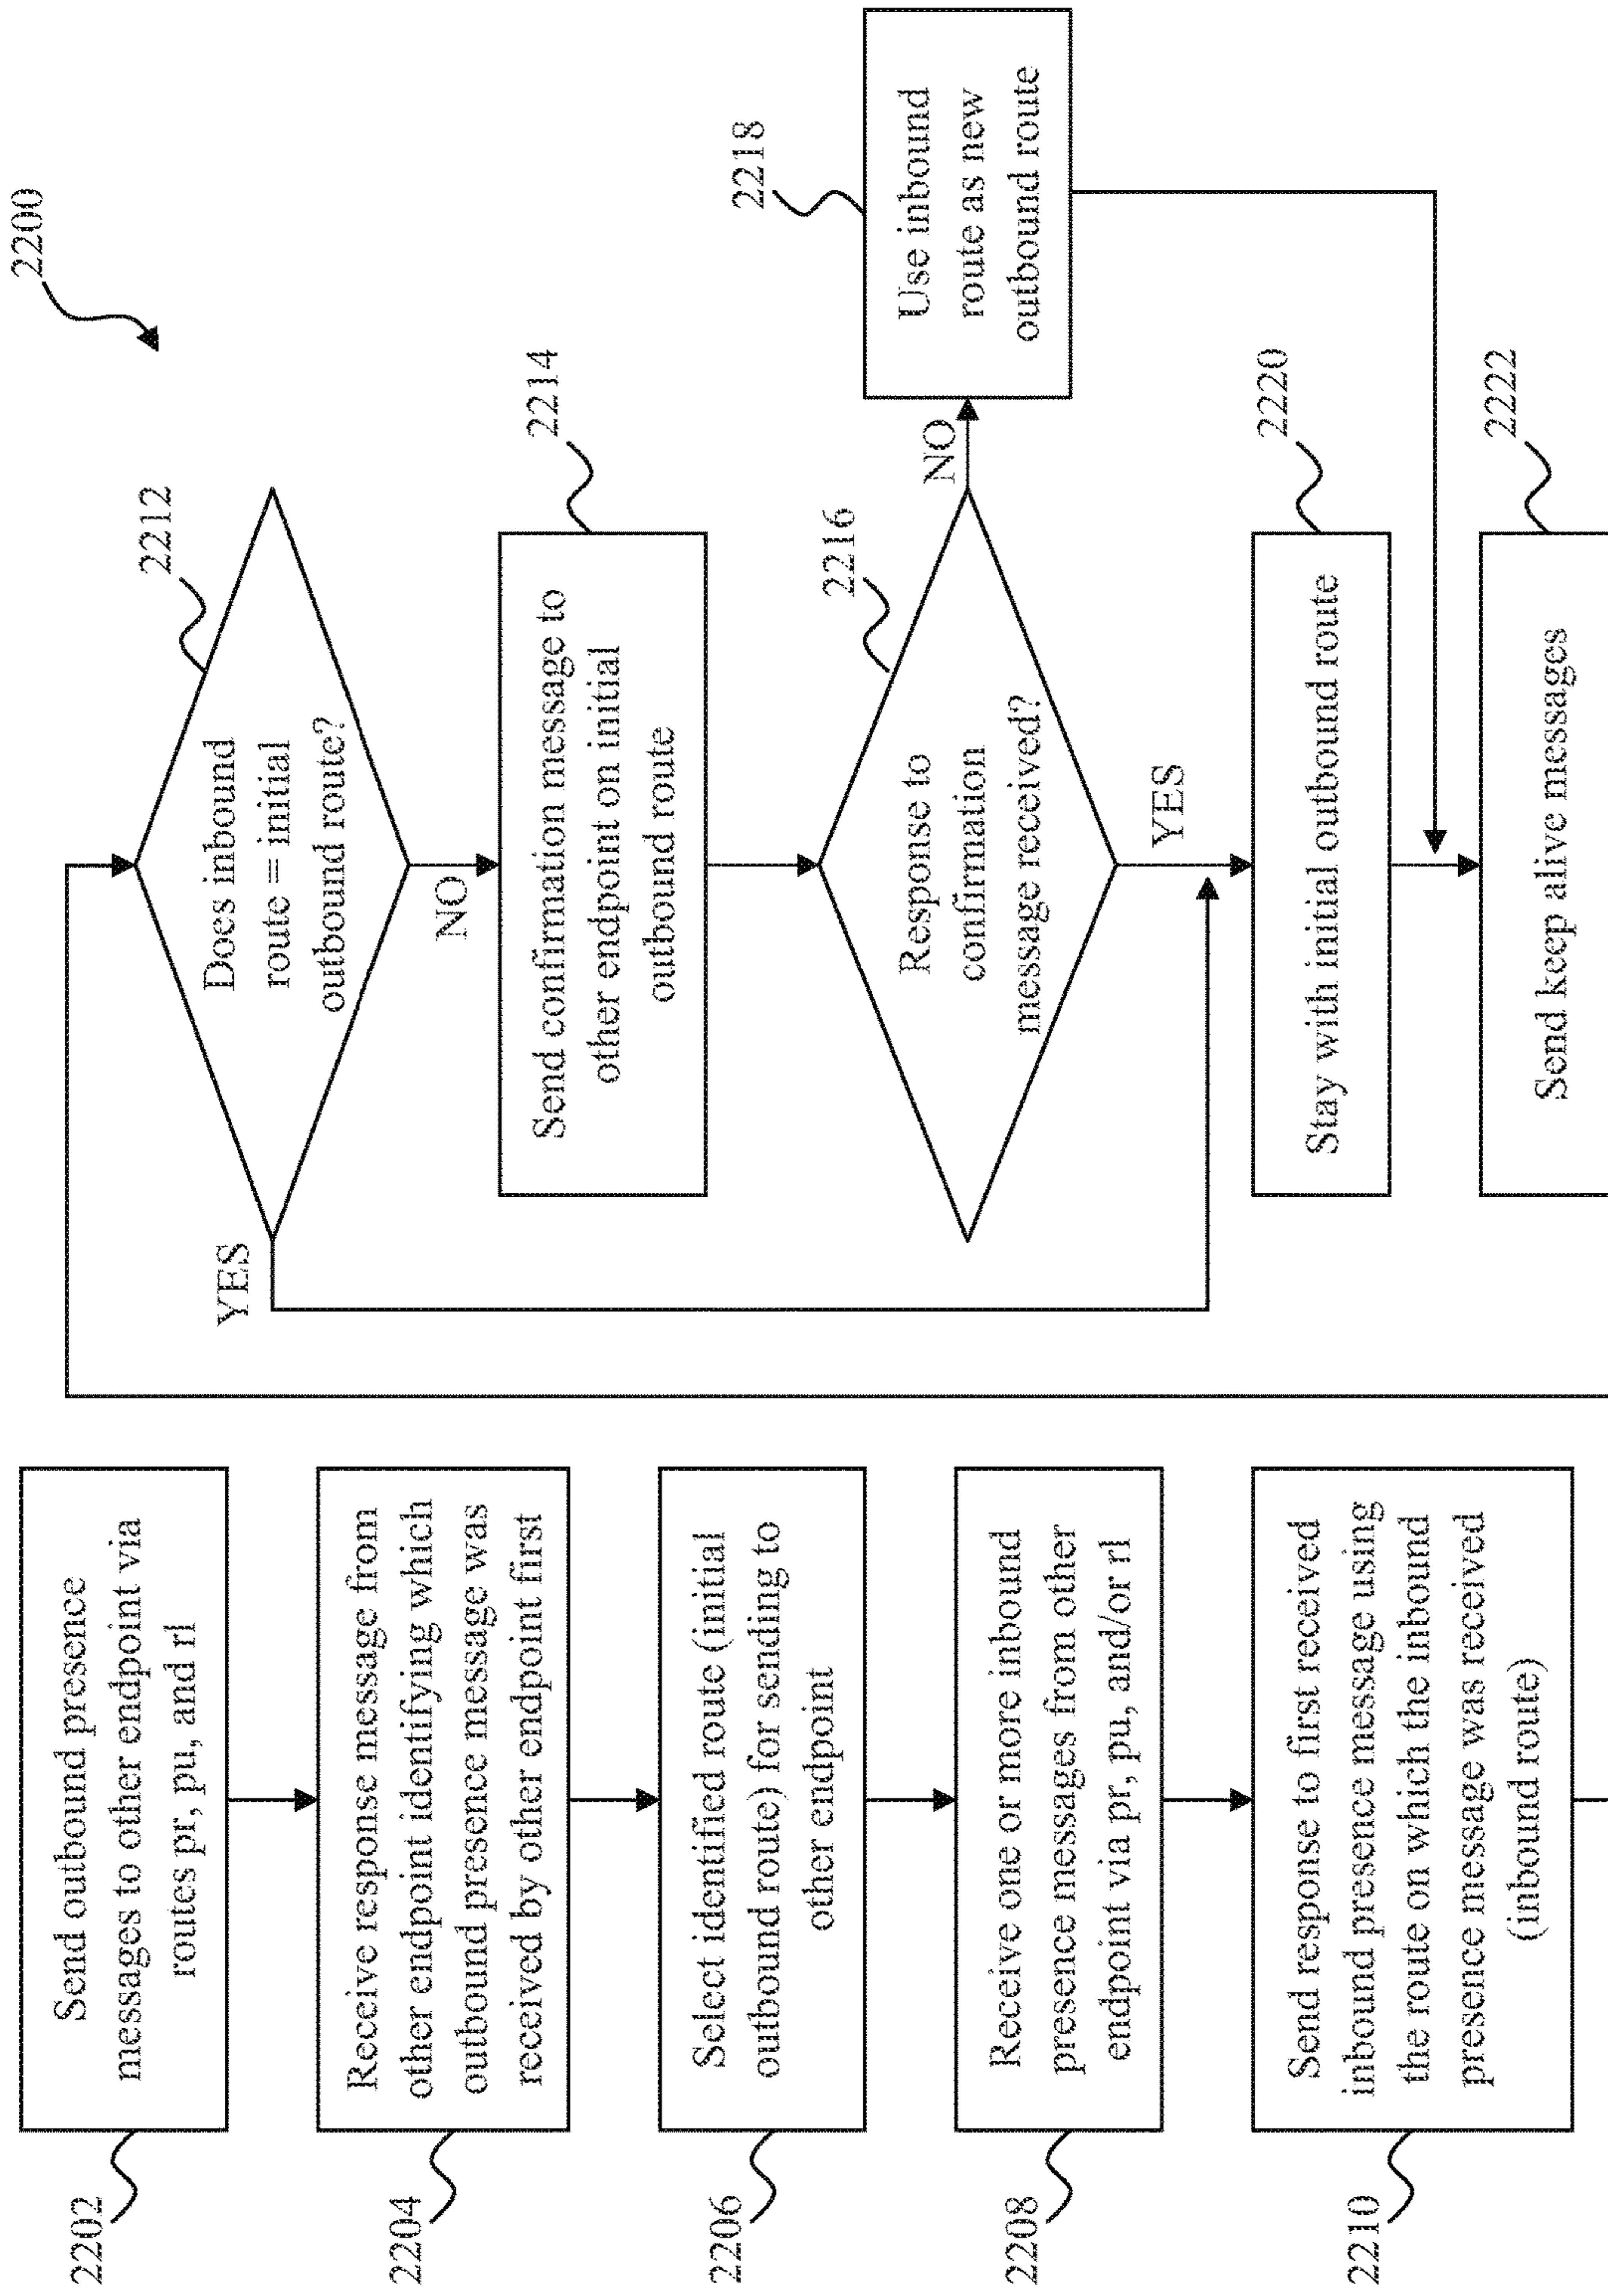 2200
2202
Send outbound presence
messages to other endpoint via
routes pr, pu, and rl
2204
Receive response message from
other endpoint identifying which
outbound presence message was
received by other endpoint first
2206
Select identified route (initial
outbound route) for sending to
other endpoint
2208
Receive one or more inbound
presence messages from other
endpoint via pr, pu, and/or rl
2210
Send response to first received
inbound presence message using
the route on which the inbound
presence message was received
(inbound route)
2212
Does inbound
route = initial
outbound route?
YES
NO
2214
Send confirmation message to
other endpoint on initial
outbound route
2216
Response to
confirmation
message received?
NO
YES
2218
Use inbound
route as new
outbound route
2220
Stay with initial outbound route
2222
Send keep alive messages